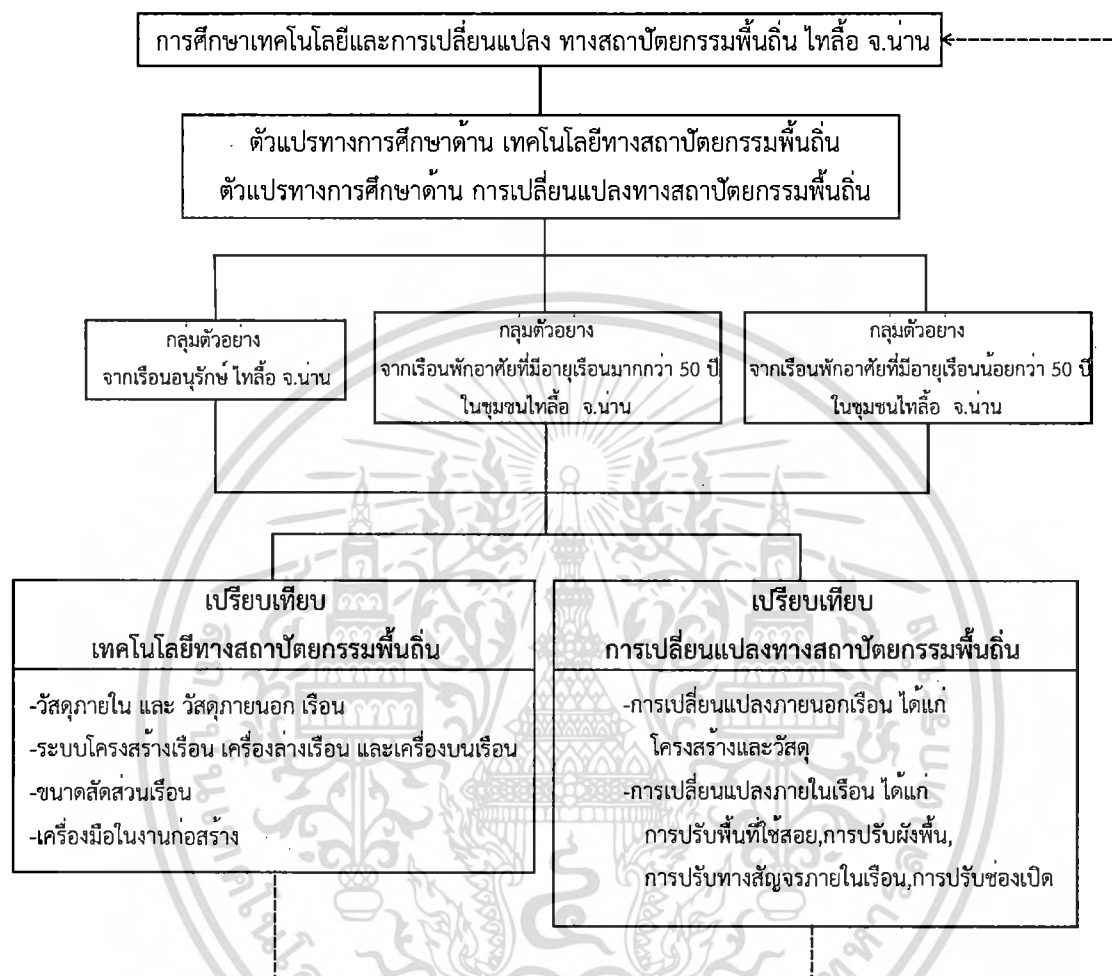 การศึกษาเทคโนโลยีและการเปลี่ยนแปลง ทางสถาปัตยกรรมพื้นถิ่น ไทลื้อ จ.น่าน
ตัวแปรทางการศึกษาด้าน เทคโนโลยีทางสถาปัตยกรรมพื้นถิ่น
ตัวแปรทางการศึกษาด้าน การเปลี่ยนแปลงทางสถาปัตยกรรมพื้นถิ่น
กลุ่มตัวอย่าง
จากเรือนอนุรักษ์ ไทลื้อ จ.น่าน
กลุ่มตัวอย่าง
จากเรือนพักอาศัยที่มีอายุเรือนมากกว่า 50 ปี
ในชุมชนไทลื้อ จ.น่าน
กลุ่มตัวอย่าง
จากเรือนพักอาศัยที่มีอายุเรือนน้อยกว่า 50 ปี
ในชุมชนไทลื้อ จ.น่าน
เปรียบเทียบ
เทคโนโลยีทางสถาปัตยกรรมพื้นถิ่น
-วัสดุภายใน และ วัสดุภายนอก เรือน
-ระบบโครงสร้างเรือน เครื่องล่างเรือน และเครื่องบนเรือน
-ขนาดสัดส่วนเรือน
-เครื่องมือในงานก่อสร้าง
เปรียบเทียบ
การเปลี่ยนแปลงทางสถาปัตยกรรมพื้นถิ่น
-การเปลี่ยนแปลงภายนอกเรือน ได้แก่
โครงสร้างและวัสดุ
-การเปลี่ยนแปลงภายในเรือน ได้แก่
การปรับพื้นที่ใช้สอย,การปรับผังพื้น,
การปรับทางสัญจรภายในเรือน,การปรับช่องเปิด